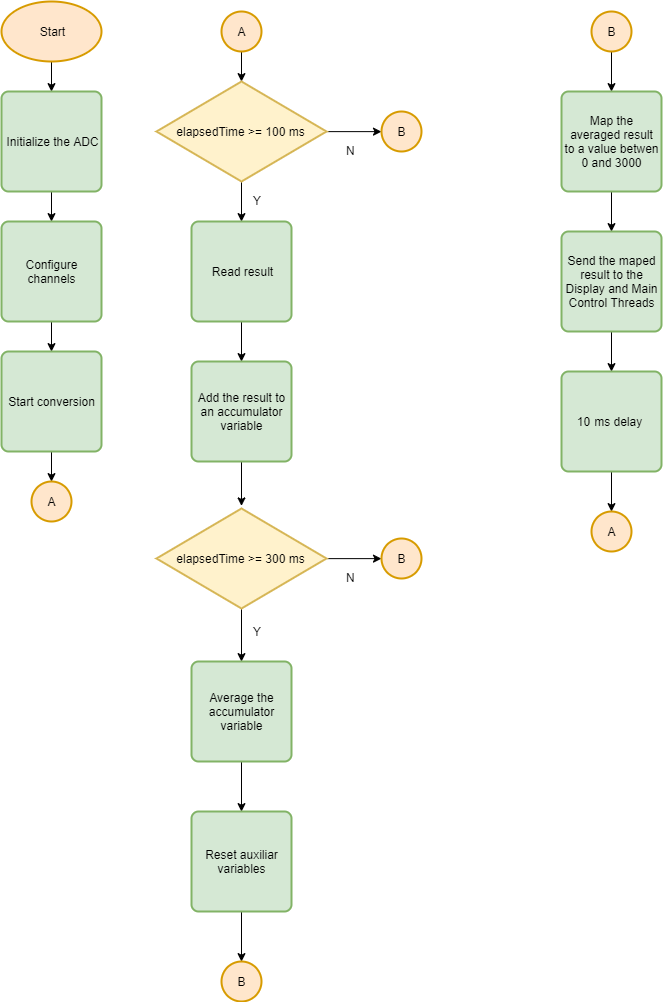 Start
Initialize the ADC
Configure
channels
Start conversion
A
A
elapsedTime >= 100 ms
N
B
Y
Read result
Add the result to
an accumulator
variable
elapsedTime >= 300 ms
N
B
Y
Average the
accumulator
variable
Reset auxiliar
variables
B
B
Map the
averaged result
to a value betwen
0 and 3000
Send the maped
result to the
Display and Main
Control Threads
10 ms delay
A